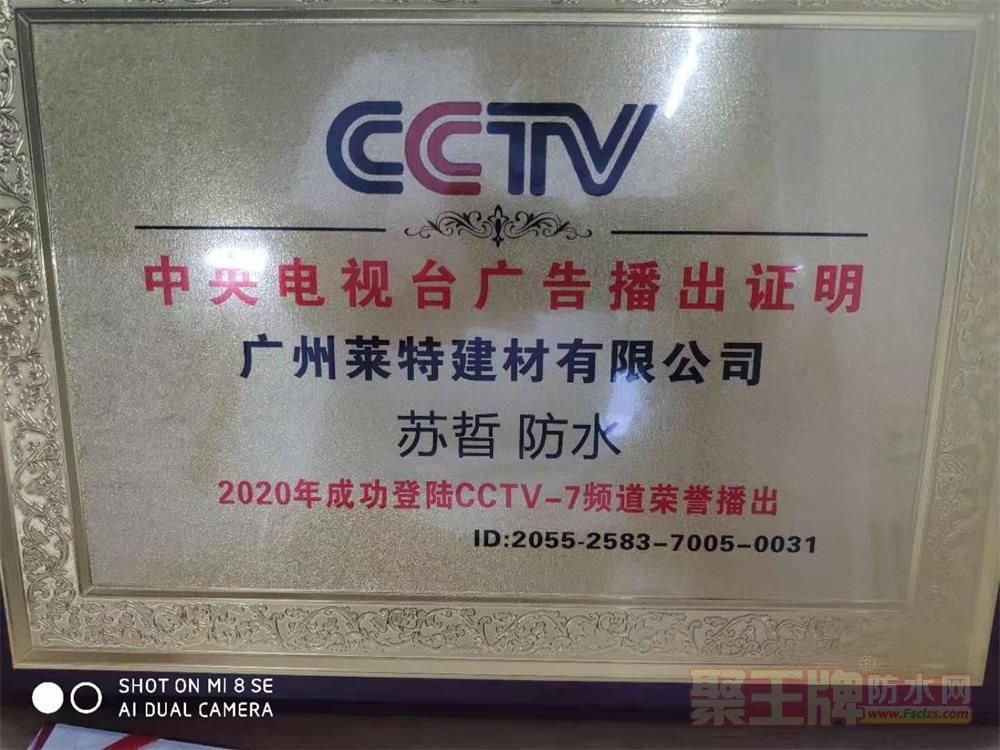 CCTV
中央电视台广告播出证明
广州莱特建材有限公司
苏哲 防水
2020年成功登陆CCTV-7频道荣誉播出
ID:2055-2583-7005-0031
SHOT ON MI 8 SE
AI DUAL CAMERA
聚王牌®防水网
www.Fsclzs.com